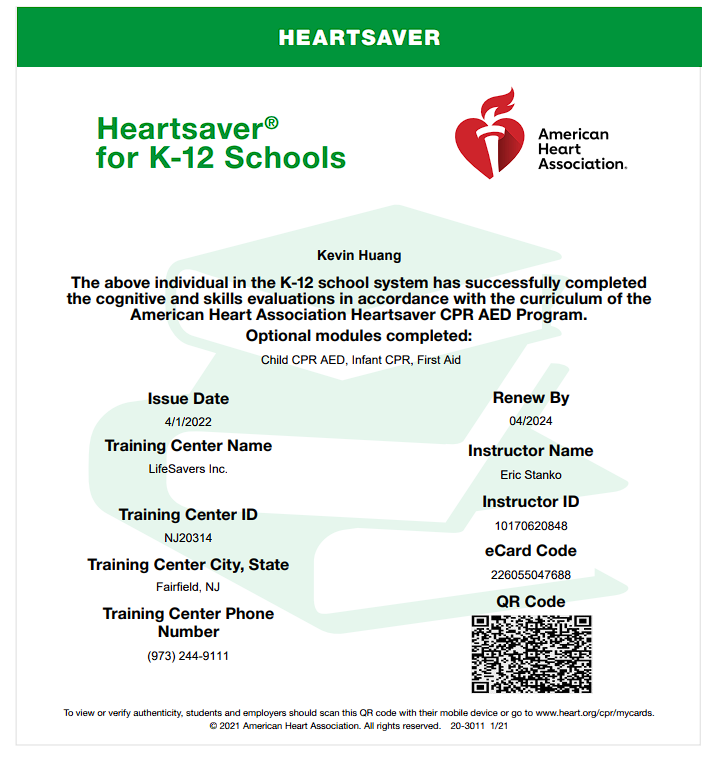 HEARTSAVER
Heartsaver®
for K-12 Schools
American
Heart
Association.
Kevin Huang
The above individual in the K-12 school system has successfully completed
the cognitive and skills evaluations in accordance with the curriculum of the
American Heart Association Heartsaver CPR AED Program.
Optional modules completed:
Child CPR AED, Infant CPR, First Aid
Issue Date
4/1/2022
Training Center Name
LifeSavers Inc.
Training Center ID
NJ20314
Training Center City, State
Fairfield, NJ
Training Center Phone
Number
(973) 244-9111
Renew By
04/2024
Instructor Name
Eric Stanko
Instructor ID
10170620848
eCard Code
226055047688
QR Code
To view or verify authenticity, students and employers should scan this QR code with their mobile device or go to www.heart.org/cpr/mycards.
© 2021 American Heart Association. All rights reserved. 20-3011 1/21